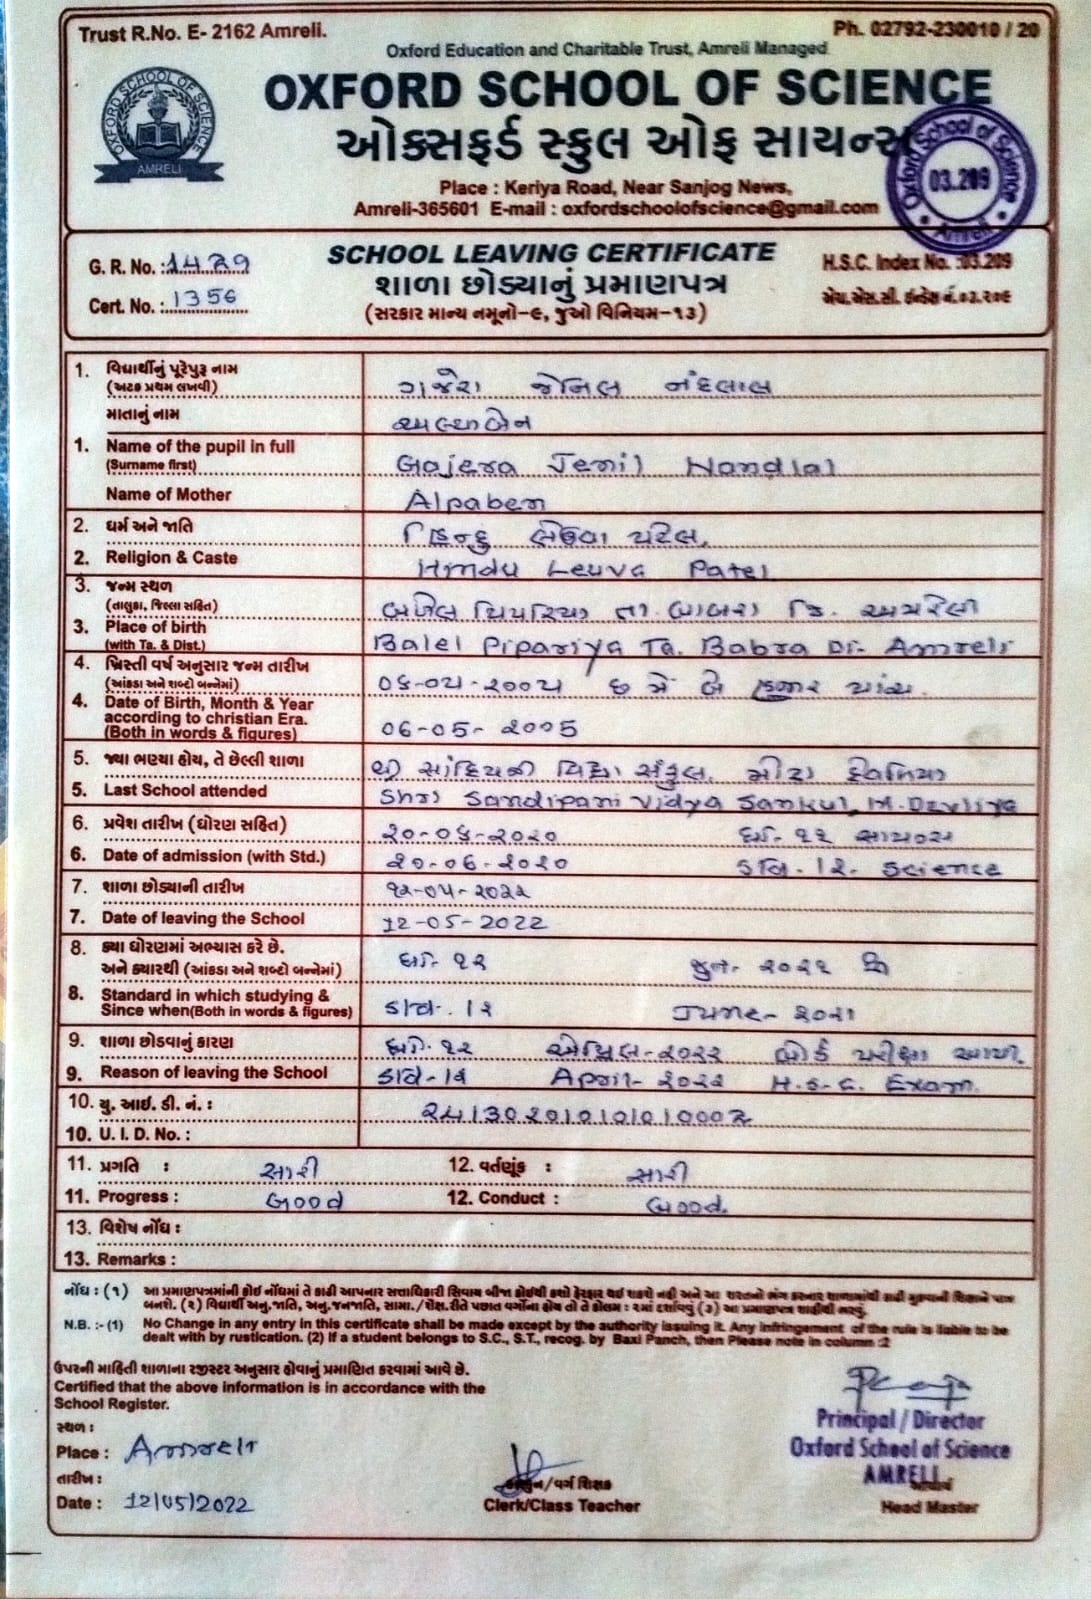 Trust R.No. E- 2162 Amreli.
Ph. 02792-230010 / 20
Oxford Education and Charitable Trust, Amreli Managed
OXFORD SCHOOL OF SCIENCE
ઓક્સફર્ડ સ્કુલ ઓફ સાયન્સ
OXFORD SCHOOL OF SCIENCE
AMRELI
Oxford School of Science
03.209
Amreli
Place : Keriya Road, Near Sanjog News,
Amreli-365601 E-mail : oxfordschoolofscience@gmail.com
G. R. No. : 1429
SCHOOL LEAVING CERTIFICATE
H.S.C. Index No. :03.209
Cert. No. : 1356
શાળા છોડ્યાનું પ્રમાણપત્ર
એચ.એસ.સી. ઈન્ડેક્ષ નં.૦૩.૨૦૯
(સરકાર માન્ય નમૂનો-૯, જુઓ વિનિયમ-૧૩)
1. વિદ્યાર્થીનું પૂરેપુરૂ નામ ગજેરા જેનિલ નંદલાલ
(અટક પ્રથમ લખવી)
માતાનું નામ અલ્પાબેન
1. Name of the pupil in full Gajera Jenil Nandlal
(Surname first)
Name of Mother Alpaben
2. ધર્મ અને જાતિ હિન્દુ લેઉવા પટેલ.
2. Religion & Caste Hindu Leuva Patel
3. જન્મ સ્થળ બળેલ પિપરિયા તા. બાબરા જિ. અમરેલી
(તાલુકા, જિલ્લા સહિત)
3. Place of birth Balel Pipariya Ta. Babra Di- Amreli
(with Ta. & Dist.)
4. ખ્રિસ્તી વર્ષ અનુસાર જન્મ તારીખ ૦૬-૦૫-૨૦૦૫ છ મે બે હજાર પાંચ.
(આંકડા અને શબ્દો બન્નેમાં)
4. Date of Birth, Month & Year
according to christian Era. 06-05-2005
(Both in words & figures)
5. જ્યા ભણ્યા હોય, તે છેલ્લી શાળા શ્રી સાંદિપની વિદ્યા સંકુલ, મોટા દેવળિયા
5. Last School attended Shri Sandipani Vidya Sankul, M. Devliya
6. પ્રવેશ તારીખ (ધોરણ સહિત) ૨૦-૦૬-૨૦૨૦ ધો- ૧૧ સાયન્સ
6. Date of admission (with Std.) 20-06-2020 science
7. શાળા છોડ્યાની તારીખ ૧૨-૦૫-૨૦૨૨
7. Date of leaving the School 12-05-2022
8. ક્યા ધોરણમાં અભ્યાસ કરે છે. ધો- ૧૨ જુન- ૨૦૨૧
અને ક્યારથી (આંકડા અને શબ્દો બન્નેમાં)
8. Standard in which studying & 12 June- 2021
Since when(Both in words & figures)
9. શાળા છોડવાનું કારણ ધો- ૧૨ એપ્રિલ-૨૦૨૨ બોર્ડ પરીક્ષા આપી.
9. Reason of leaving the School April- 2022 H.S.C. Exam.
10. યુ. આઈ. ડી. નં. :
10. U. I. D. No. :
11. પ્રગતિ : સારી 12. વર્તણૂંક : સારી
11. Progress : Good 12. Conduct : Good.
13. વિશેષ નોંધ :
13. Remarks :
નોંધ : (૧) આ પ્રમાણપત્રમાંની કોઈ નોંધમાં તે કાઢી આપનાર સત્તાધિકારી સિવાય બીજા કોઈથી કશો ફેરફાર થઈ શકશે નહી અને આ શરતનો ભંગ કરનાર શાળામાંથી કાઢી મુકવાની શિક્ષાને પાત્ર
બનશે. (૨) વિદ્યાર્થી અનુ.જાતિ, અનુ.જનજાતિ, સામા./શૈક્ષ.રીતે પછાત વર્ગનો હોય તો તે કોલમ : ૨માં દર્શાવવું (૩) આ પ્રમાણપત્ર શાહીથી ભરવું.
N.B. :-(1) No Change in any entry in this certificate shall be made except by the authority issuing it. Any infringement of the rule is liable to be
dealt with by rustication. (2) If a student belongs to S.C., S.T., recog. by Baxi Panch, then Please note in column :2
ઉપરની માહિતી શાળાના રજીસ્ટર અનુસાર હોવાનું પ્રમાણિત કરવામાં આવે છે.
Certified that the above information is in accordance with the
School Register.
સ્થળ :
Place : Amreli
તારીખ :
Date : 12/05/2022
વર્ગ શિક્ષક
Clerk/Class Teacher
Principal / Director
Oxford School of Science
AMRELI.
Head Master